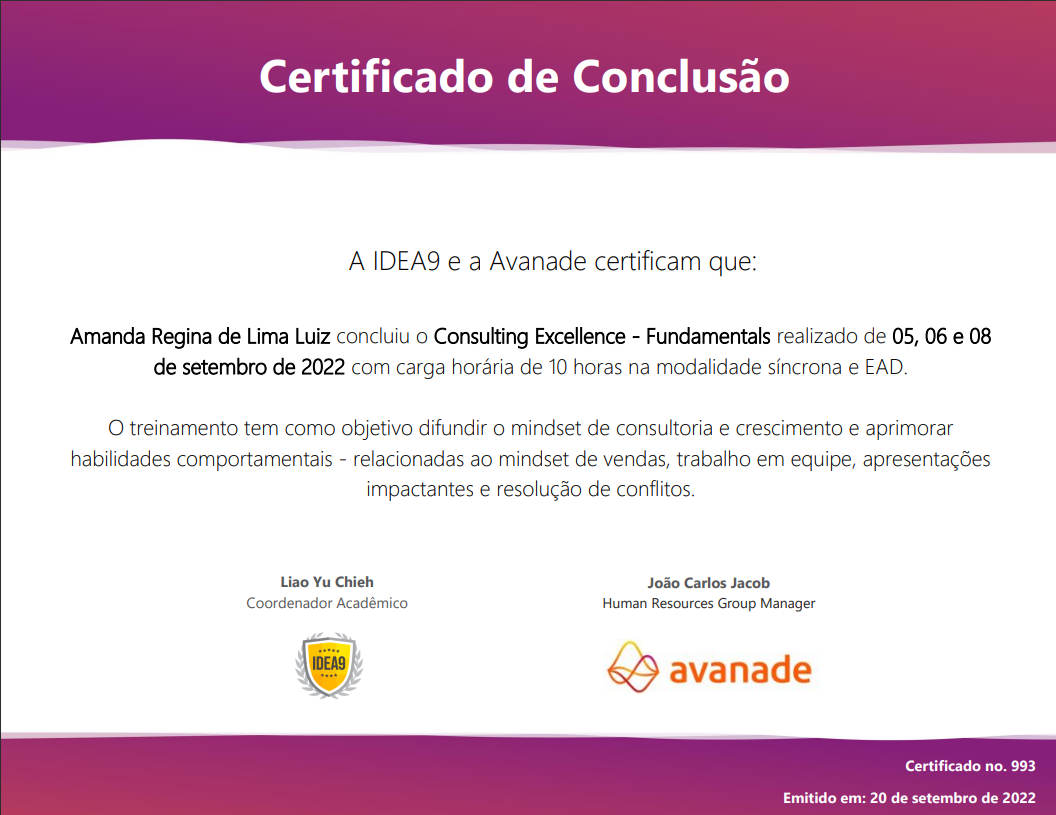 Certificado de Conclusão
A IDEA9 e a Avanade certificam que:
Amanda Regina de Lima Luiz concluiu o Consulting Excellence - Fundamentals realizado de 05, 06 e 08
de setembro de 2022 com carga horária de 10 horas na modalidade síncrona e EAD.
O treinamento tem como objetivo difundir o mindset de consultoria e crescimento e aprimorar
habilidades comportamentais - relacionadas ao mindset de vendas, trabalho em equipe, apresentações
impactantes e resolução de conflitos.
Liao Yu Chieh
Coordenador Acadêmico
IDEA9
João Carlos Jacob
Human Resources Group Manager
avanade
Certificado no. 993
Emitido em: 20 de setembro de 2022